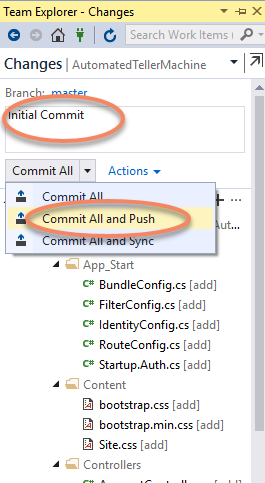 Team Explorer - Changes
Search Work Items (
Changes | AutomatedTellerMachine
Branch: master
Initial Commit
Commit All
Actions
Commit All
Commit All and Push
Commit All and Sync
Aut...
App_Start
BundleConfig.cs [add]
FilterConfig.cs [add]
IdentityConfig.cs [add]
RouteConfig.cs [add]
Startup.Auth.cs [add]
Content
bootstrap.css [add]
bootstrap.min.css [add]
Site.css [add]
Controllers